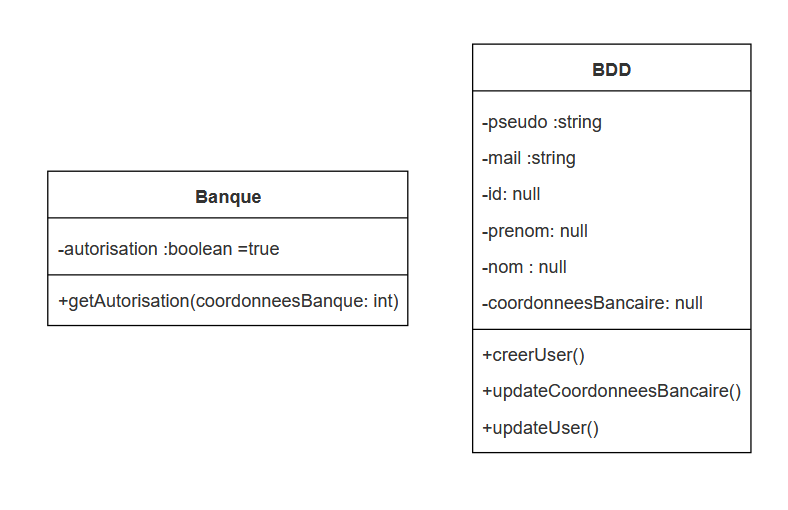 Banque
-autorisation :boolean =true
+getAutorisation(coordonneesBanque: int)
BDD
-pseudo :string
-mail :string
-id: null
-prenom: null
-nom : null
-coordonneesBancaire: null
+creerUser()
+updateCoordonneesBancaire()
+updateUser()